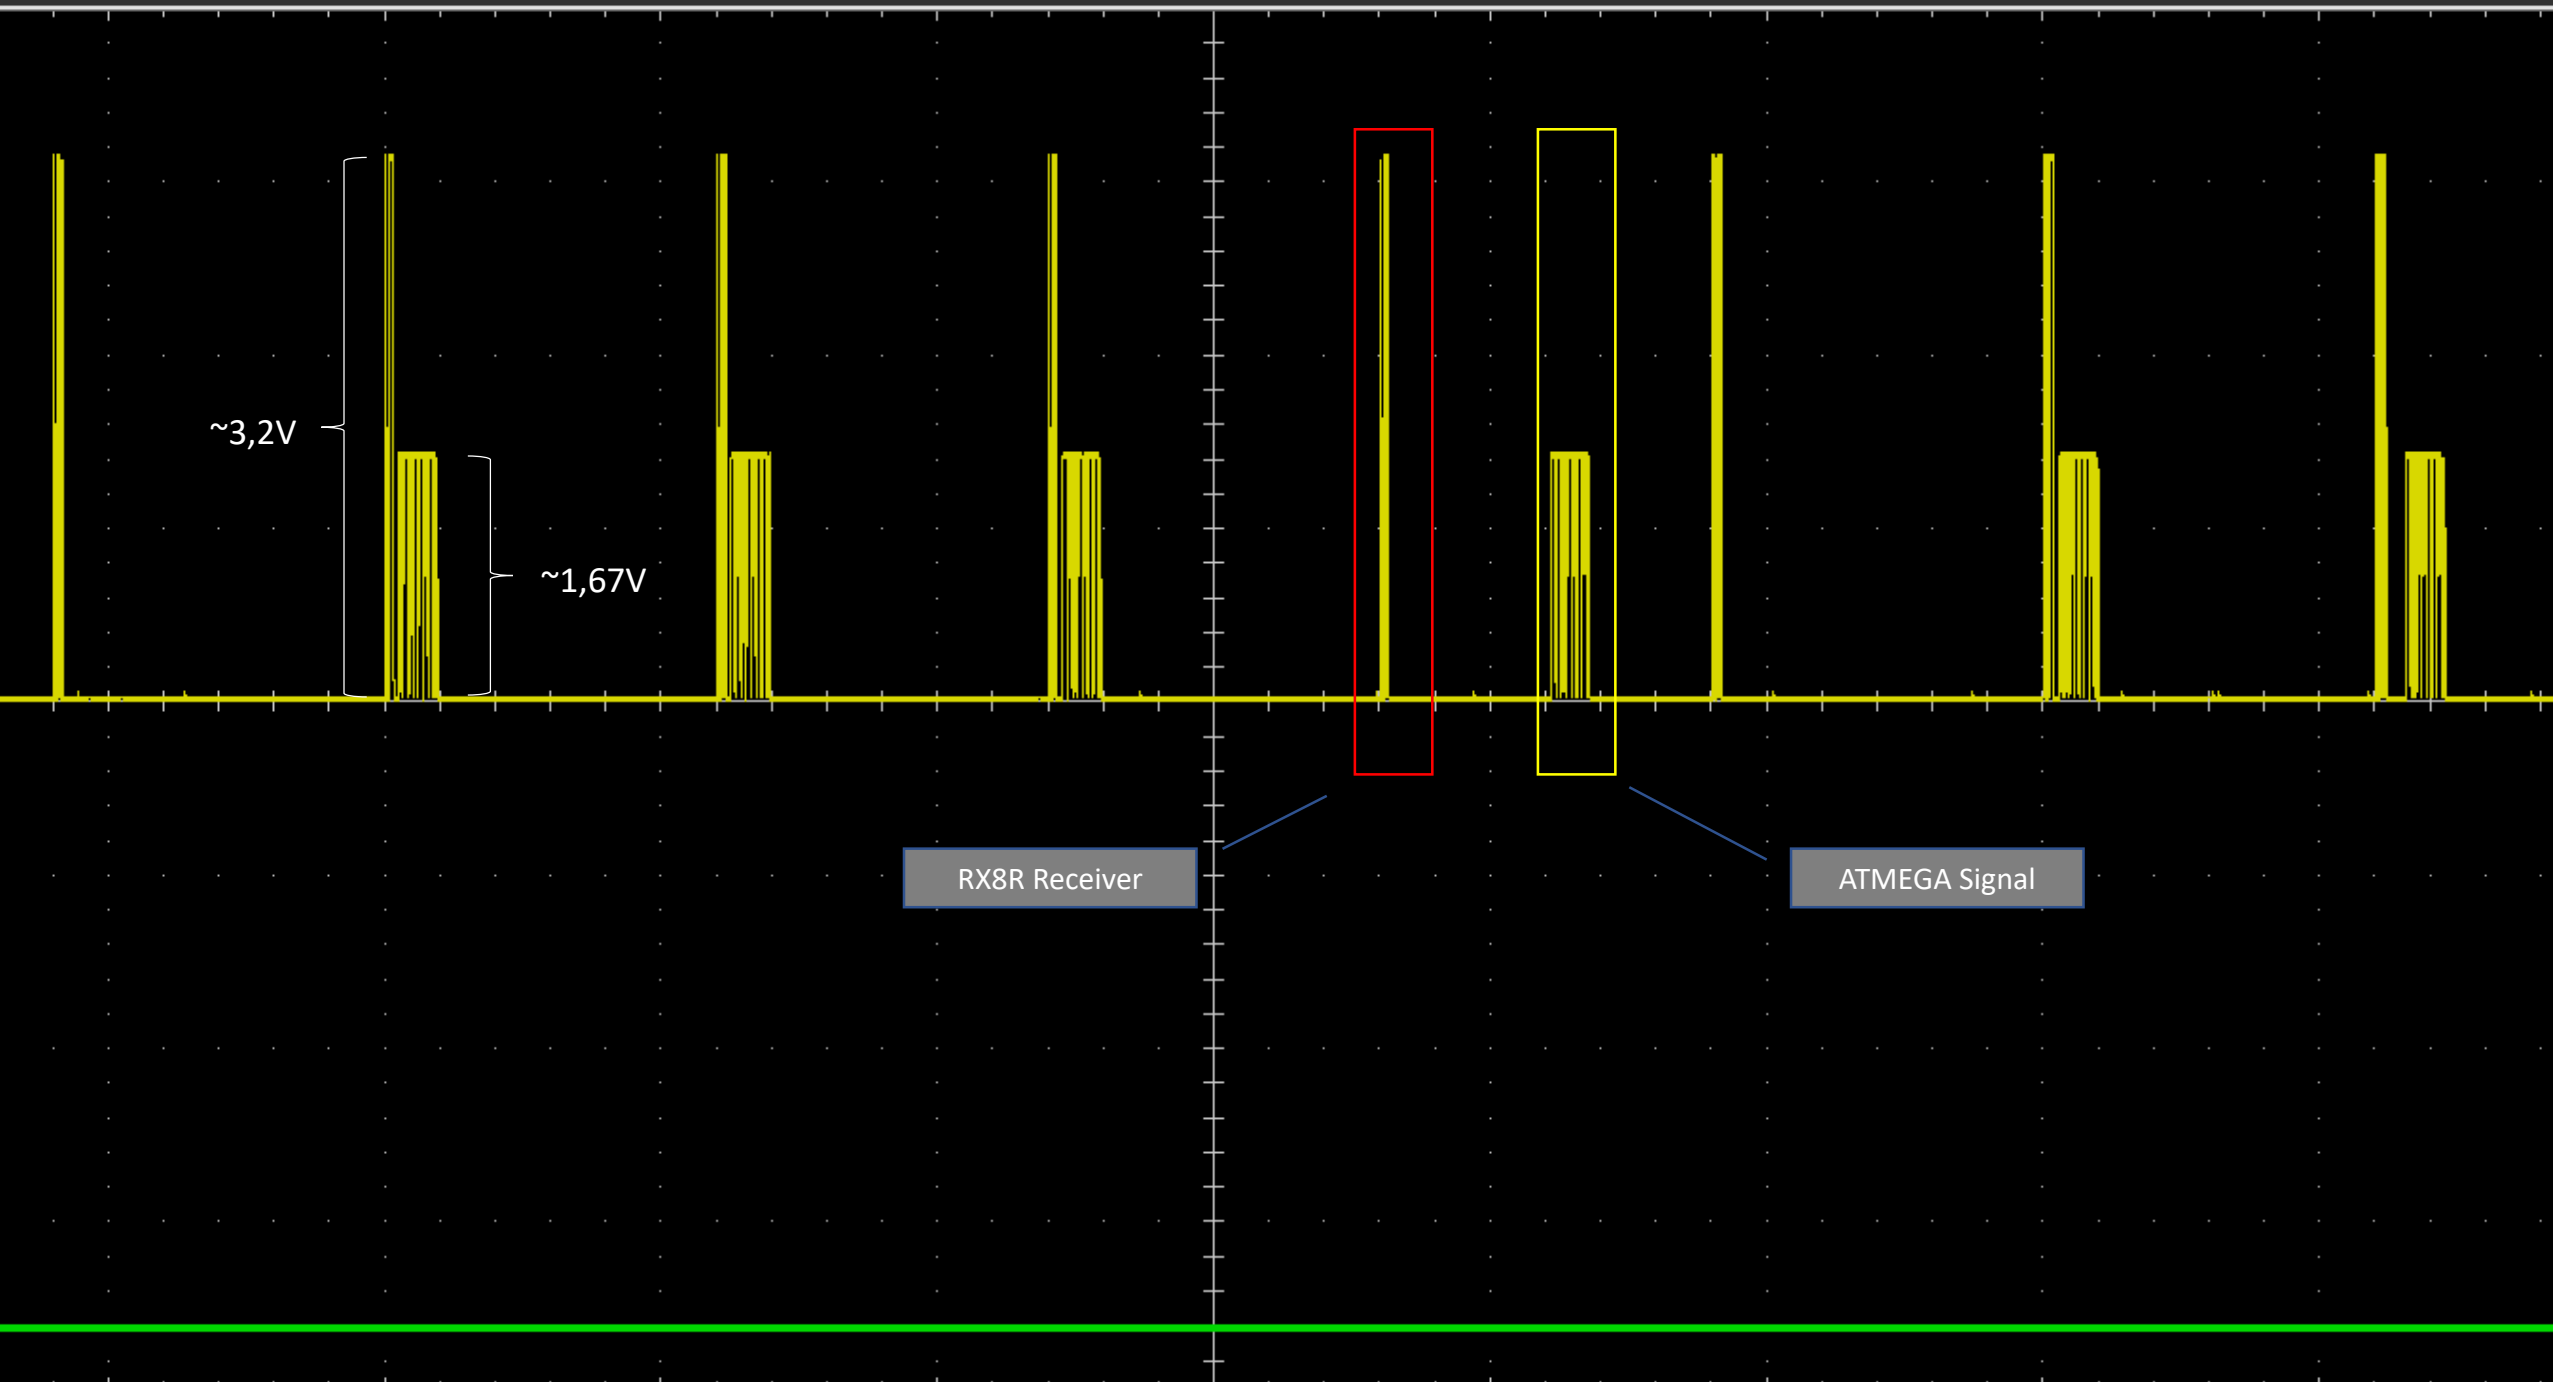 ~3,2V
~1,67V
RX8R Receiver
ATMEGA Signal